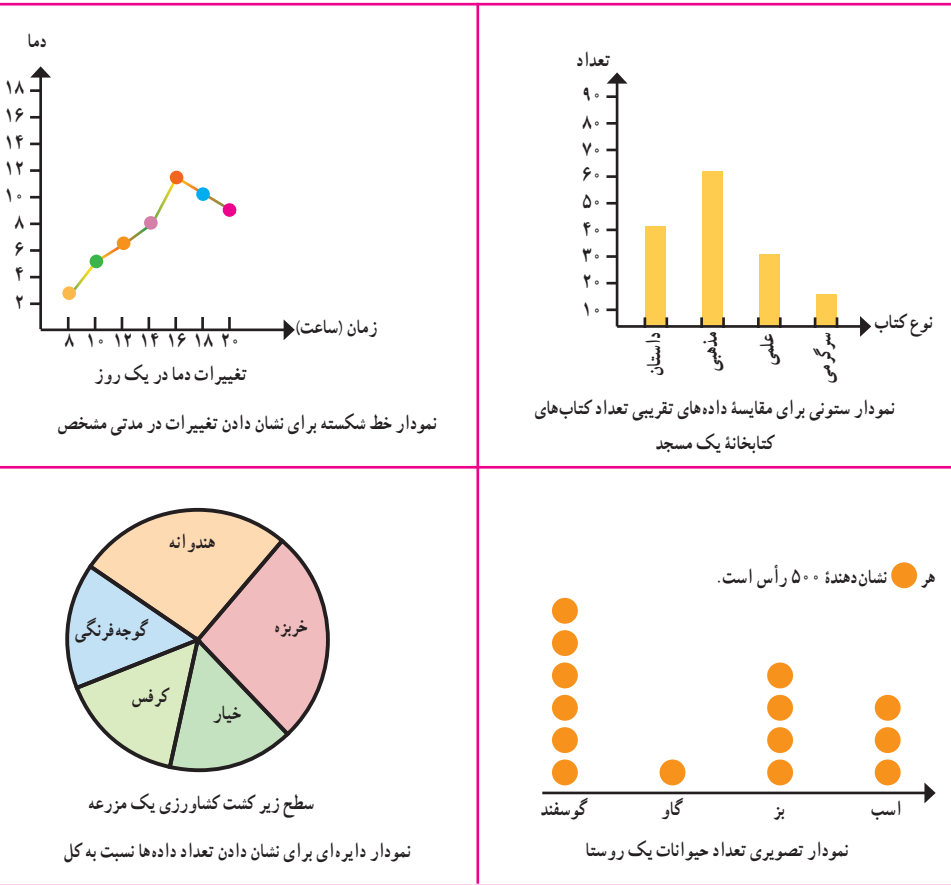 تعداد
۹۰
۸۰
۷۰
۶۰
۵۰
۴۰
۳۰
۲۰
۱۰
داستان
مذهبی
علمی
سرگرمی
نوع کتاب
نمودار ستونی برای مقایسهٔ داده‌های تقریبی تعداد کتاب‌های
کتابخانهٔ یک مسجد
دما
۱۸
۱۶
۱۴
۱۲
۱۰
۸
۶
۴
۲
۸ ۱۰ ۱۲ ۱۴ ۱۶ ۱۸ ۲۰
زمان (ساعت)
تغییرات دما در یک روز
نمودار خط شکسته برای نشان دادن تغییرات در مدتی مشخص
هر نشان‌دهندهٔ ۵۰۰ رأس است.
گوسفند گاو بز اسب
نمودار تصویری تعداد حیوانات یک روستا
هندوانه
خربزه
گوجه‌فرنگی
کرفس
خیار
سطح زیر کشت کشاورزی یک مزرعه
نمودار دایره‌ای برای نشان دادن تعداد داده‌ها نسبت به کل